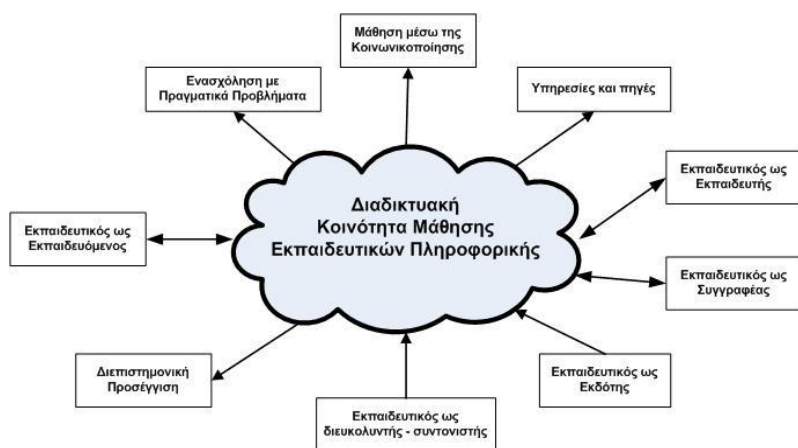 Μάθηση μέσω της
Κοινωνικοποίησης
Ενασχόληση με
Πραγματικά Προβλήματα
Υπηρεσίες και πηγές
Εκπαιδευτικός ως
Εκπαιδευτής
Διαδικτυακή
Κοινότητα Μάθησης
Εκπαιδευτικών Πληροφορικής
Εκπαιδευτικός ως
Εκπαιδευόμενος
Εκπαιδευτικός ως
Συγγραφέας
Διεπιστημονική
Προσέγγιση
Εκπαιδευτικός ως
Εκδότης
Εκπαιδευτικός ως
διευκολυντής - συντονιστής